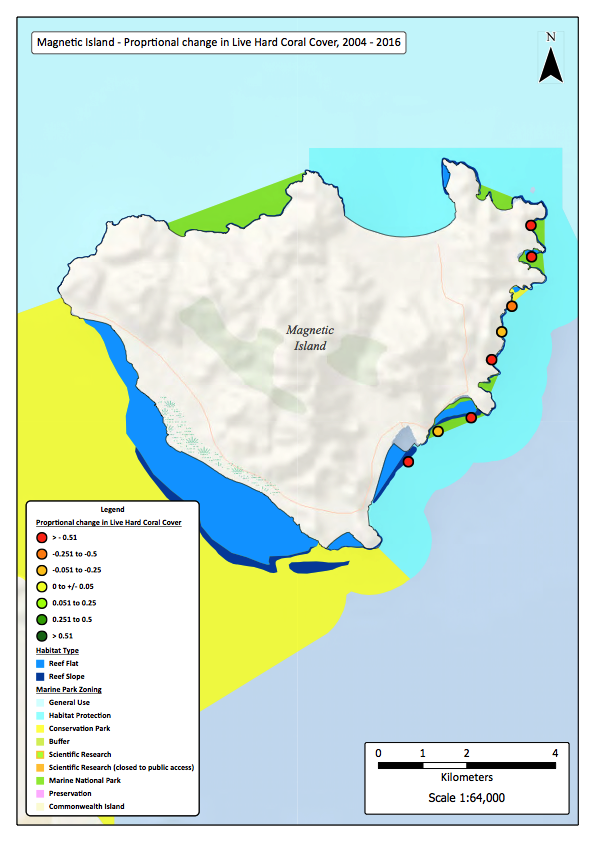 Magnetic Island - Proprtional change in Live Hard Coral Cover, 2004 - 2016
N
Magnetic
Island
Legend
Proprtional change in Live Hard Coral Cover
> - 0.51
-0.251 to -0.5
-0.051 to -0.25
0 to +/- 0.05
0.051 to 0.25
0.251 to 0.5
> 0.51
Habitat Type
Reef Flat
Reef Slope
Marine Park Zoning
General Use
Habitat Protection
Conservation Park
Buffer
Scientific Research
Scientific Research (closed to public access)
Marine National Park
Preservation
Commonwealth Island
0 1 2 4
Kilometers
Scale 1:64,000